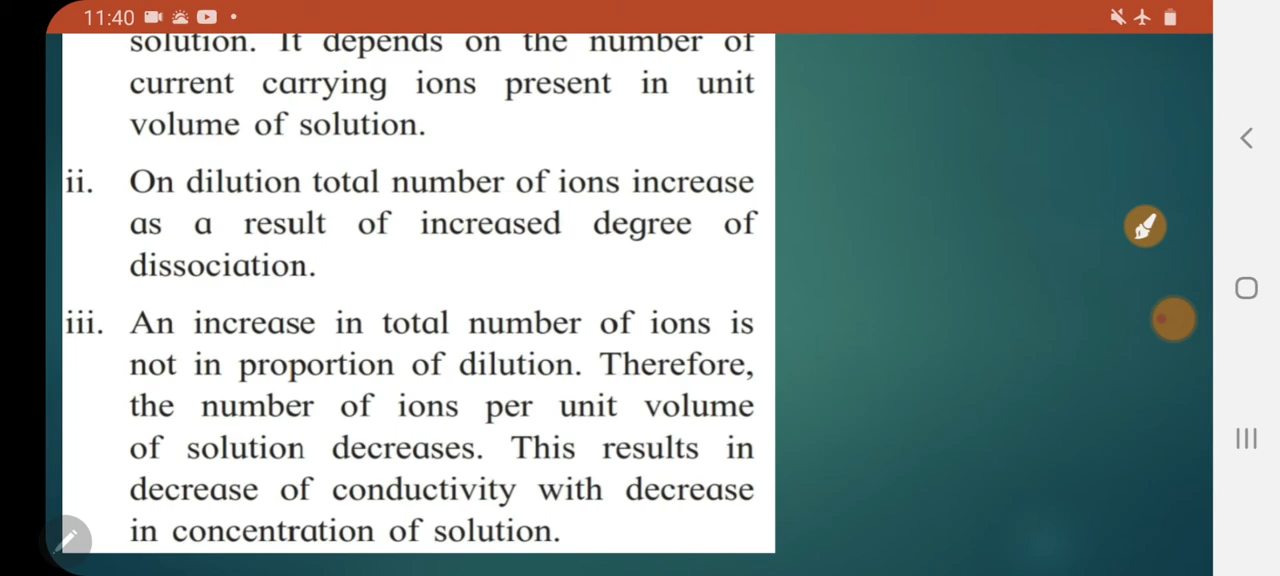 11:40
solution. It depends on the number of
current carrying ions present in unit
volume of solution.
ii. On dilution total number of ions increase
as a result of increased degree of
dissociation.
iii. An increase in total number of ions is
not in proportion of dilution. Therefore,
the number of ions per unit volume
of solution decreases. This results in
decrease of conductivity with decrease
in concentration of solution.